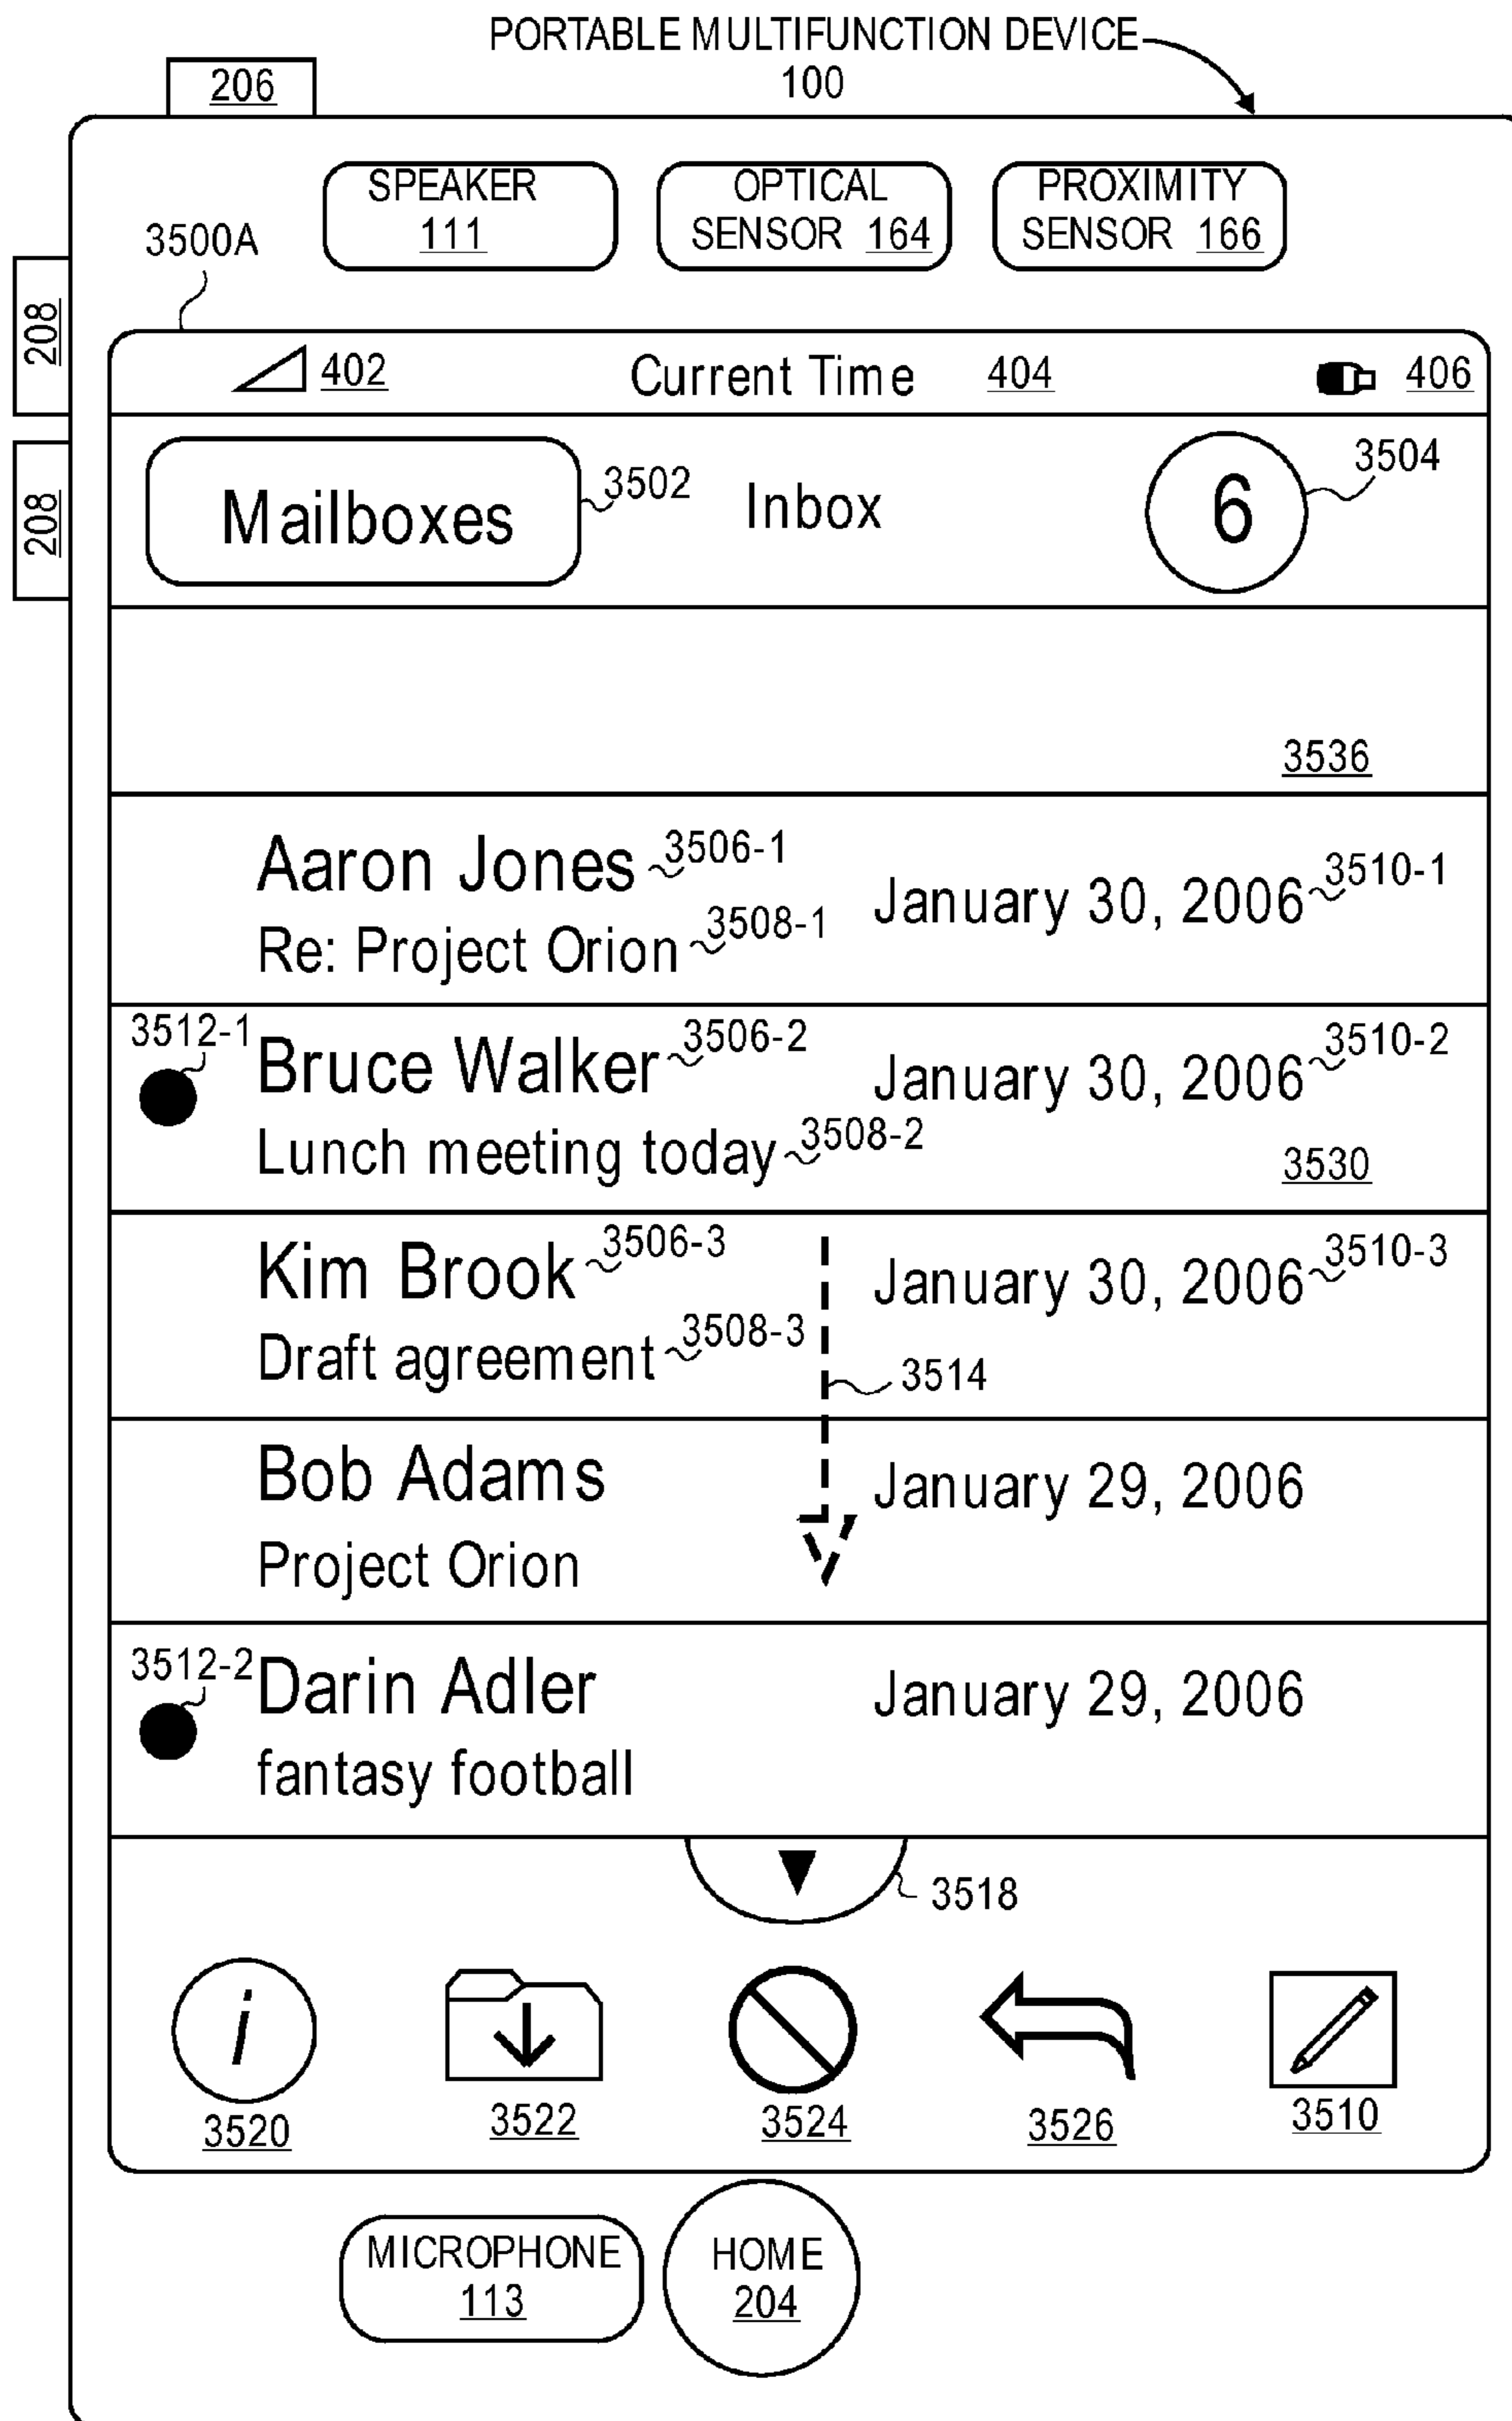 PORTABLE MULTIFUNCTION DEVICE
100
206
SPEAKER
111
OPTICAL
SENSOR 164
PROXIMITY
SENSOR 166
3500A
208
208
402 Current Time 404 406
Mailboxes 3502 Inbox 6 3504
3536
Aaron Jones 3506-1
January 30, 2006 3510-1
Re: Project Orion 3508-1
3512-1
Bruce Walker 3506-2
January 30, 2006 3510-2
Lunch meeting today 3508-2
3530
Kim Brook 3506-3
January 30, 2006 3510-3
Draft agreement 3508-3
3514
Bob Adams
January 29, 2006
Project Orion
3512-2
Darin Adler
January 29, 2006
fantasy football
3518
i
3520 3522 3524 3526 3510
MICROPHONE
113
HOME
204